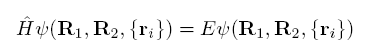 Ĥψ(R₁, R₂, {rᵢ}) = Eψ(R₁, R₂, {rᵢ})